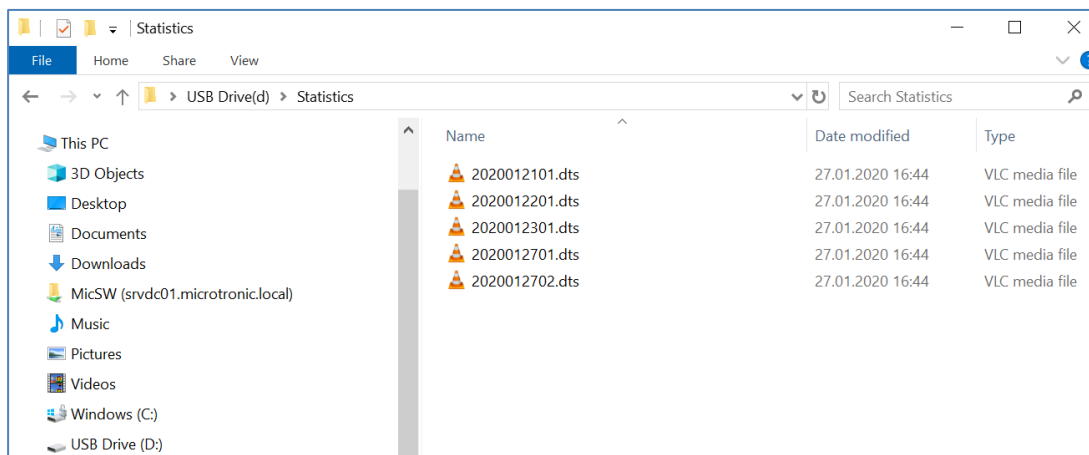 Statistics
File Home Share View
USB Drive(d) > Statistics Search Statistics
This PC
3D Objects
Desktop
Documents
Downloads
MicSW (srvdc01.microtronic.local)
Music
Pictures
Videos
Windows (C:)
USB Drive (D:)
Name Date modified Type
2020012101.dts 27.01.2020 16:44 VLC media file
2020012201.dts 27.01.2020 16:44 VLC media file
2020012301.dts 27.01.2020 16:44 VLC media file
2020012701.dts 27.01.2020 16:44 VLC media file
2020012702.dts 27.01.2020 16:44 VLC media file